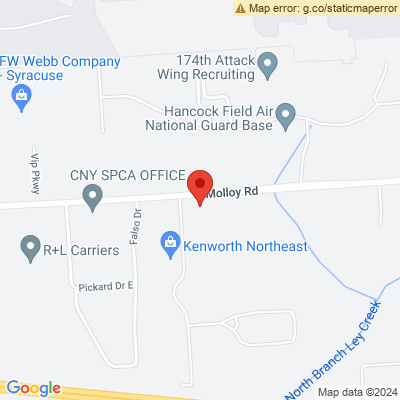 Map error: g.co/staticmaperror
174th Attack
Wing Recruiting
FW Webb Company
- Syracuse
Hancock Field Air
National Guard Base
Vip Pkwy
CNY SPCA OFFICE
Molloy Rd
Falso Dr
R+L Carriers
Kenworth Northeast
Pickard Dr E
North Branch Ley Creek
Google
Map data ©2024